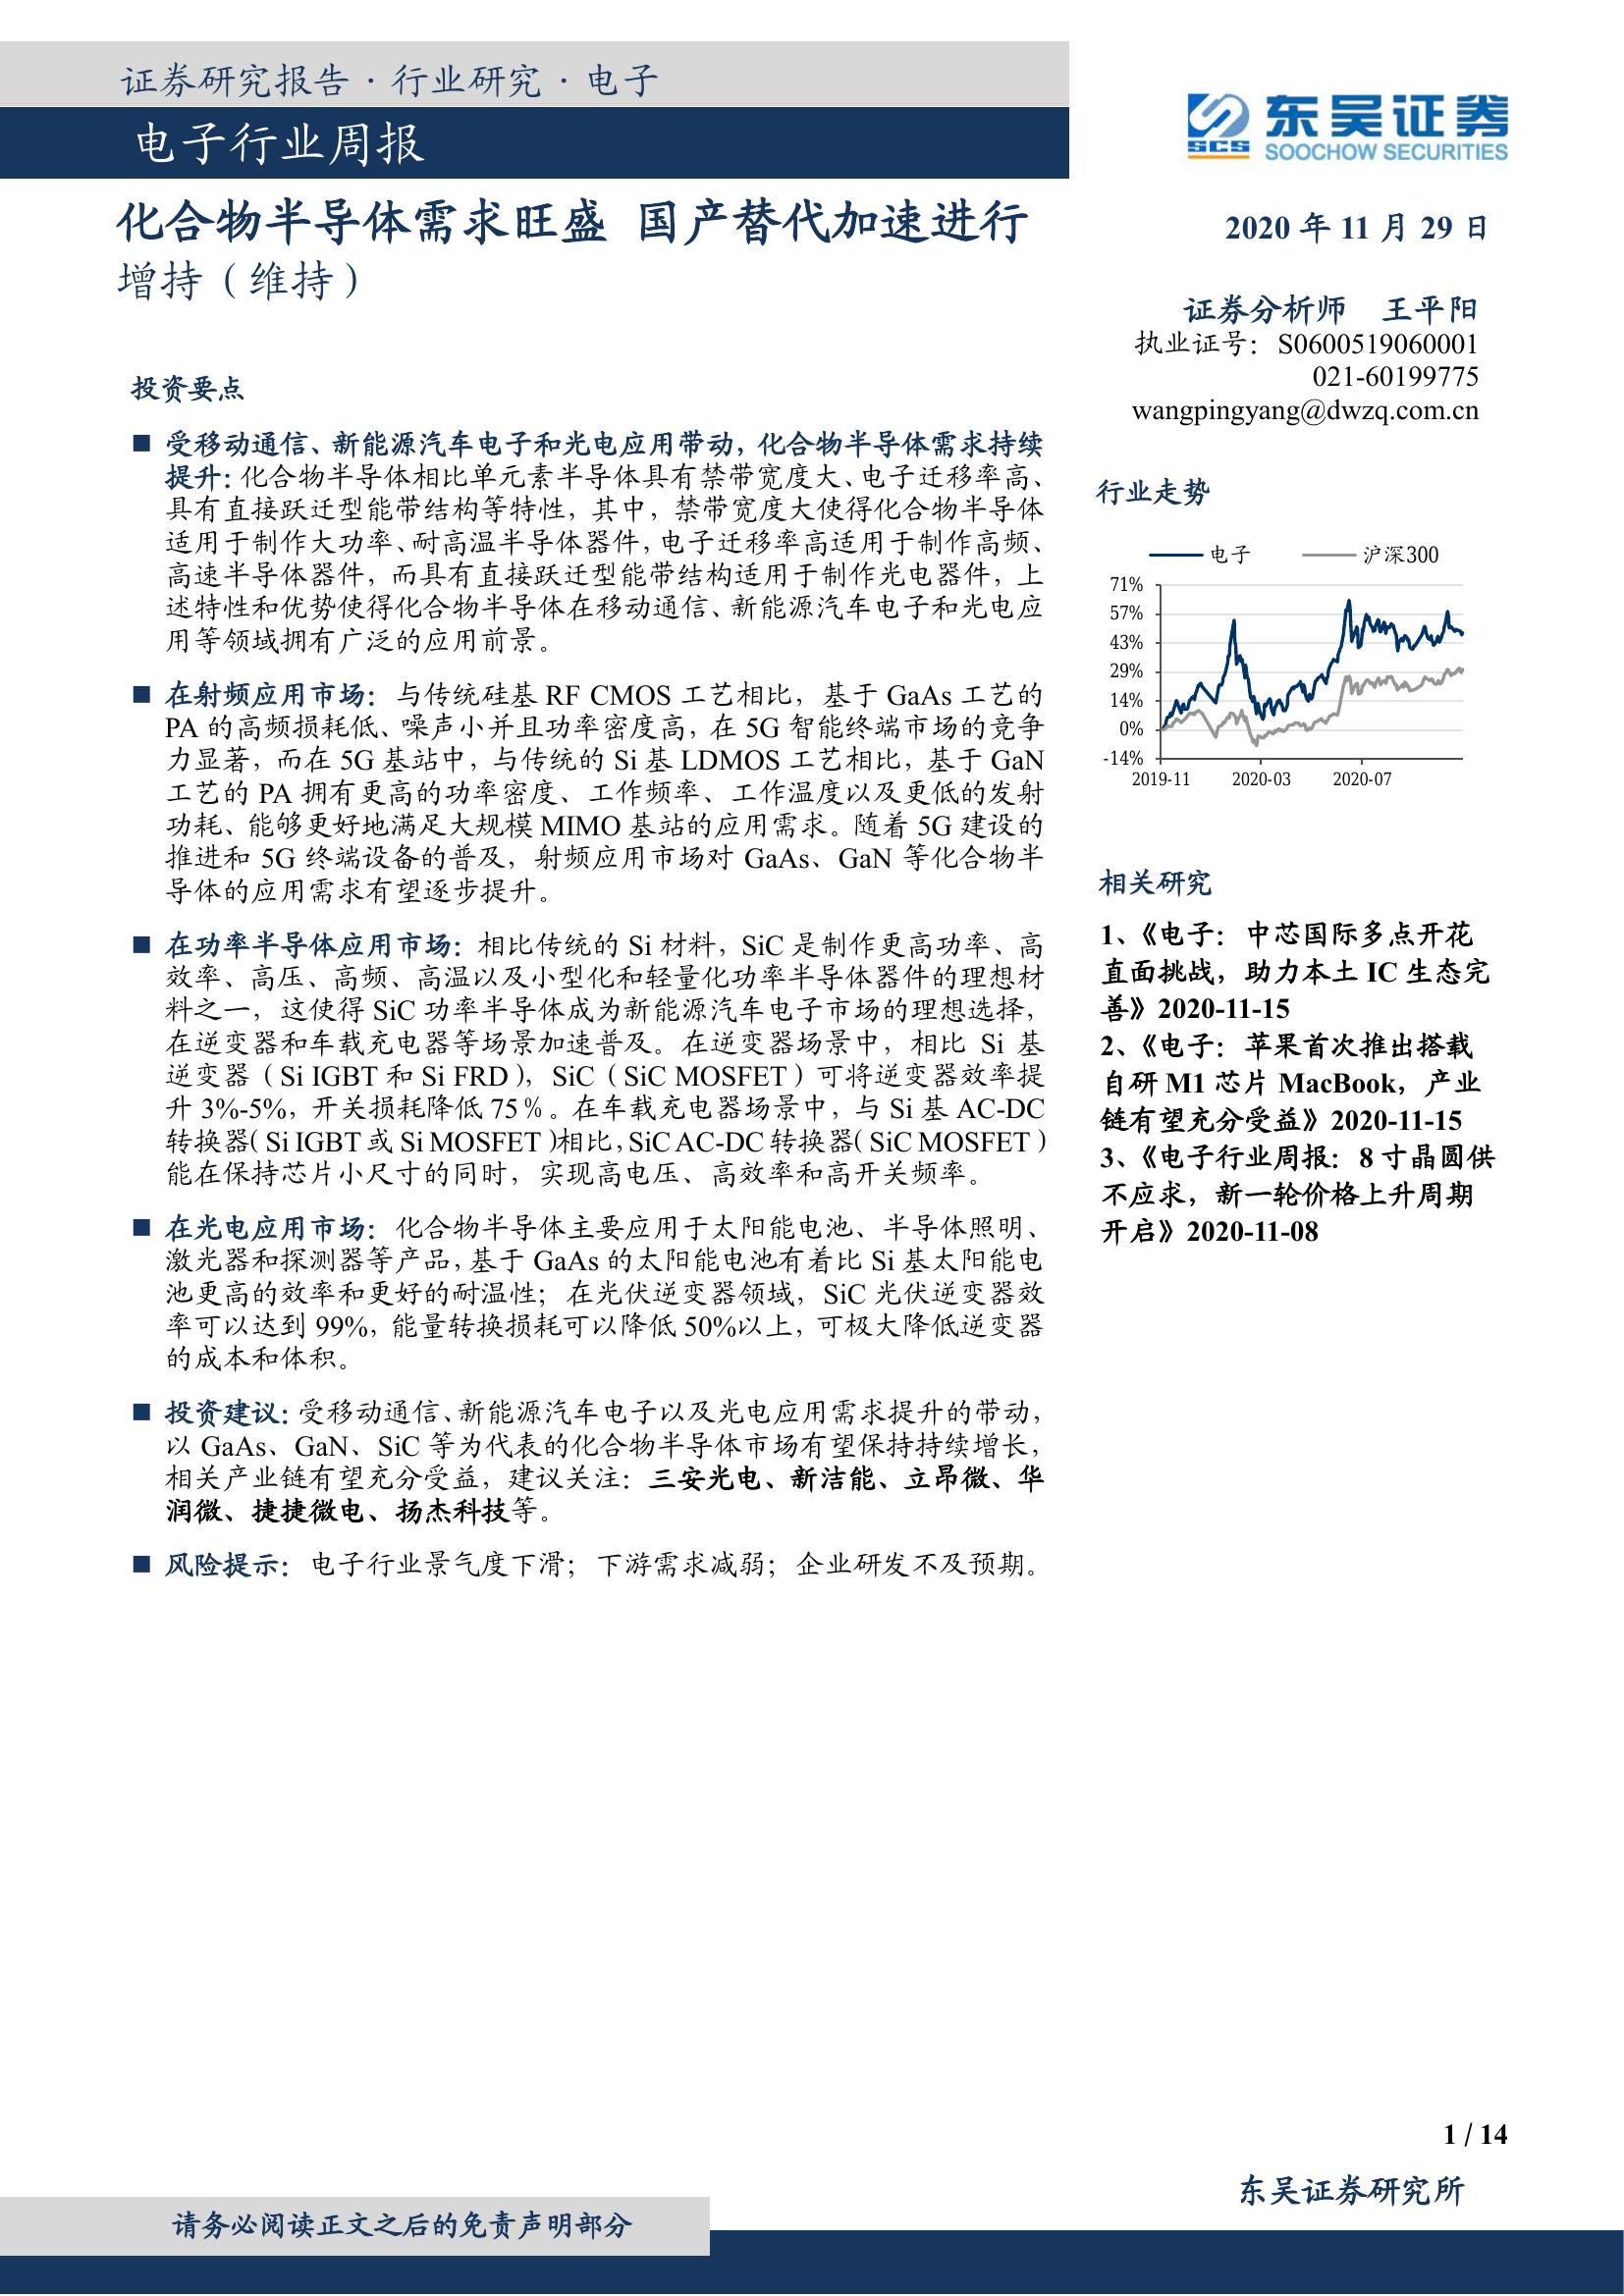 证券研究报告·行业研究·电子
电子行业周报
SCS 东吴证券
SOOCHOW SECURITIES
化合物半导体需求旺盛 国产替代加速进行
增持（维持）
投资要点
■ 受移动通信、新能源汽车电子和光电应用带动，化合物半导体需求持续
提升：化合物半导体相比单元素半导体具有禁带宽度大、电子迁移率高、
具有直接跃迁型能带结构等特性，其中，禁带宽度大使得化合物半导体
适用于制作大功率、耐高温半导体器件，电子迁移率高适用于制作高频、
高速半导体器件，而具有直接跃迁型能带结构适用于制作光电器件，上
述特性和优势使得化合物半导体在移动通信、新能源汽车电子和光电应
用等领域拥有广泛的应用前景。
■ 在射频应用市场：与传统硅基 RF CMOS 工艺相比，基于 GaAs 工艺的
PA 的高频损耗低、噪声小并且功率密度高，在 5G 智能终端市场的竞争
力显著，而在 5G 基站中，与传统的 Si 基 LDMOS 工艺相比，基于 GaN
工艺的 PA 拥有更高的功率密度、工作频率、工作温度以及更低的发射
功耗、能够更好地满足大规模 MIMO 基站的应用需求。随着 5G 建设的
推进和 5G 终端设备的普及，射频应用市场对 GaAs、GaN 等化合物半
导体的应用需求有望逐步提升。
■ 在功率半导体应用市场：相比传统的 Si 材料，SiC 是制作更高功率、高
效率、高压、高频、高温以及小型化和轻量化功率半导体器件的理想材
料之一，这使得 SiC 功率半导体成为新能源汽车电子市场的理想选择，
在逆变器和车载充电器等场景加速普及。在逆变器场景中，相比 Si 基
逆变器（Si IGBT 和 Si FRD），SiC（SiC MOSFET）可将逆变器效率提
升 3%-5%，开关损耗降低 75％。在车载充电器场景中，与 Si 基 AC-DC
转换器（Si IGBT 或 Si MOSFET）相比，SiC AC-DC 转换器（SiC MOSFET）
能在保持芯片小尺寸的同时，实现高电压、高效率和高开关频率。
■ 在光电应用市场：化合物半导体主要应用于太阳能电池、半导体照明、
激光器和探测器等产品，基于 GaAs 的太阳能电池有着比 Si 基太阳能电
池更高的效率和更好的耐温性；在光伏逆变器领域，SiC 光伏逆变器效
率可以达到 99%，能量转换损耗可以降低 50%以上，可极大降低逆变器
的成本和体积。
■ 投资建议：受移动通信、新能源汽车电子以及光电应用需求提升的带动，
以 GaAs、GaN、SiC 等为代表的化合物半导体市场有望保持持续增长，
相关产业链有望充分受益，建议关注：三安光电、新洁能、立昂微、华
润微、捷捷微电、扬杰科技等。
■ 风险提示：电子行业景气度下滑；下游需求减弱；企业研发不及预期。
2020 年 11 月 29 日
证券分析师 王平阳
执业证号：S0600519060001
021-60199775
wangpingyang@dwzq.com.cn
行业走势
电子 沪深300
71%
57%
43%
29%
14%
0%
-14%
2019-11 2020-03 2020-07
相关研究
1、《电子：中芯国际多点开花
直面挑战，助力本土 IC 生态完
善》2020-11-15
2、《电子：苹果首次推出搭载
自研 M1 芯片 MacBook，产业
链有望充分受益》2020-11-15
3、《电子行业周报：8 寸晶圆供
不应求，新一轮价格上升周期
开启》2020-11-08
1 / 14
东吴证券研究所
请务必阅读正文之后的免责声明部分